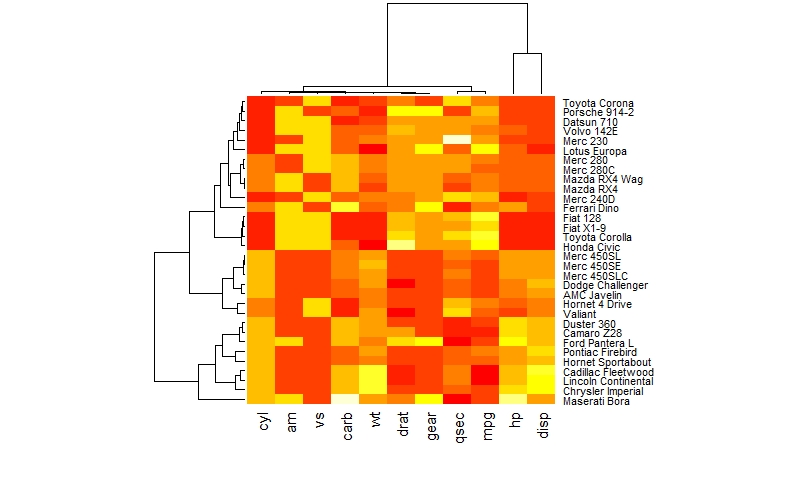 Toyota Corona
Porsche 914-2
Datsun 710
Volvo 142E
Merc 230
Lotus Europa
Merc 280
Merc 280C
Mazda RX4 Wag
Mazda RX4
Merc 240D
Ferrari Dino
Fiat 128
Fiat X1-9
Toyota Corolla
Honda Civic
Merc 450SL
Merc 450SE
Merc 450SLC
Dodge Challenger
AMC Javelin
Hornet 4 Drive
Valiant
Duster 360
Camaro Z28
Ford Pantera L
Pontiac Firebird
Hornet Sportabout
Cadillac Fleetwood
Lincoln Continental
Chrysler Imperial
Maserati Bora
cyl
am
vs
carb
wt
drat
gear
qsec
mpg
hp
disp